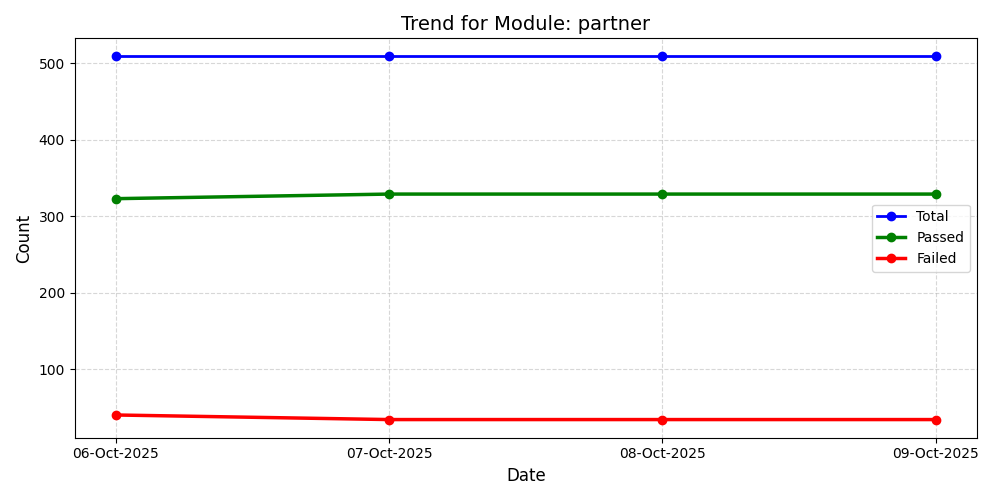 Trend for Module: partner
Count
500
400
300
200
100
Total
Passed
Failed
06-Oct-2025
07-Oct-2025
08-Oct-2025
09-Oct-2025
Date